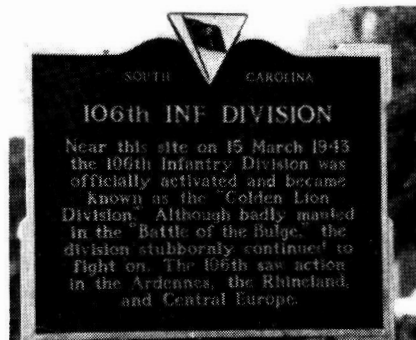 SOUTH CAROLINA
106th INF DIVISION
Near this site on 15 March 1943
the 106th Infantry Division was
officially activated and became
known as the "Golden Lion
Division." Although badly mauled
in the "Battle of the Bulge," the
division stubbornly continued to
fight on. The 106th saw action
in the Ardennes, the Rhineland,
and Central Europe.